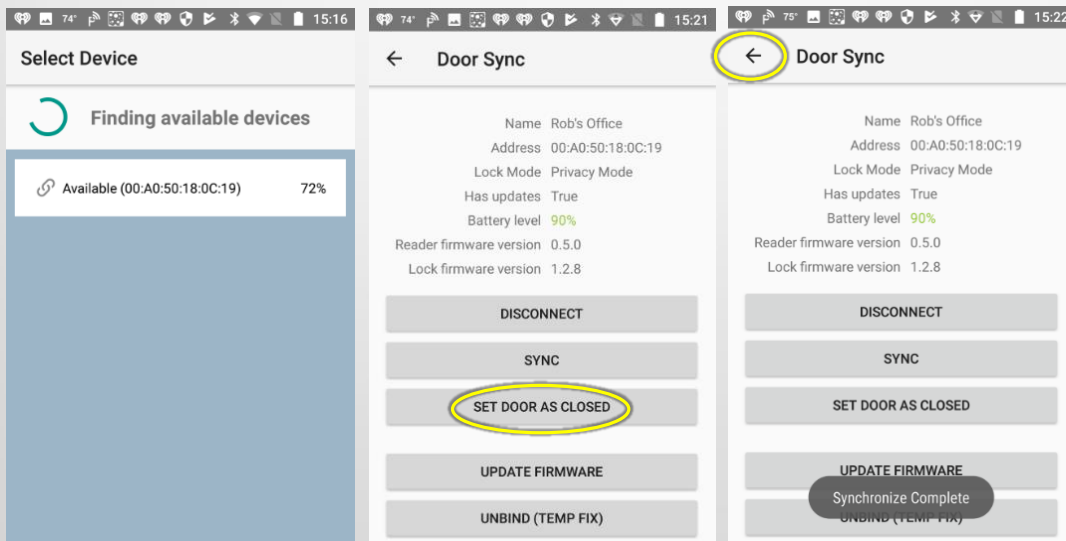 74° 15:16
Select Device
Finding available devices
Available (00:A0:50:18:0C:19) 72%
74° 15:21
Door Sync
Name Rob's Office
Address 00:A0:50:18:0C:19
Lock Mode Privacy Mode
Has updates True
Battery level 90%
Reader firmware version 0.5.0
Lock firmware version 1.2.8
DISCONNECT
SYNC
SET DOOR AS CLOSED
UPDATE FIRMWARE
UNBIND (TEMP FIX)
75° 15:22
Door Sync
Name Rob's Office
Address 00:A0:50:18:0C:19
Lock Mode Privacy Mode
Has updates True
Battery level 90%
Reader firmware version 0.5.0
Lock firmware version 1.2.8
DISCONNECT
SYNC
SET DOOR AS CLOSED
UPDATE FIRMWARE
Synchronize Complete
UNBIND (TEMP FIX)